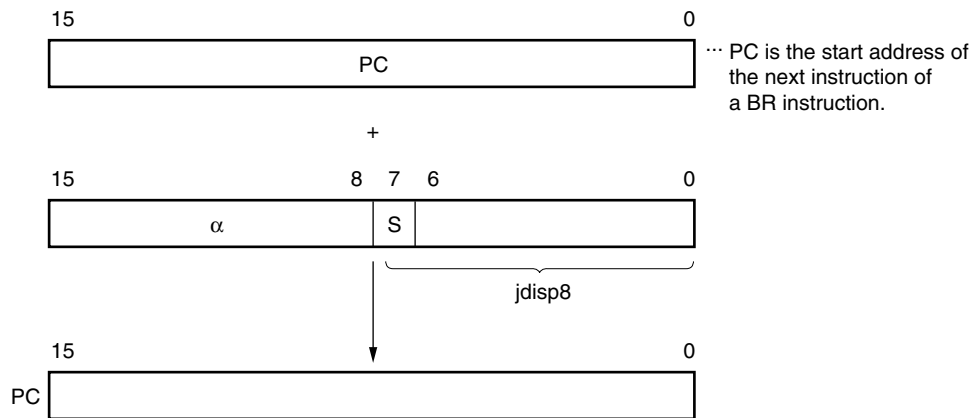 15 0
PC
··· PC is the start address of
the next instruction of
a BR instruction.
+
15 8 7 6 0
α S
jdisp8
15 0
PC